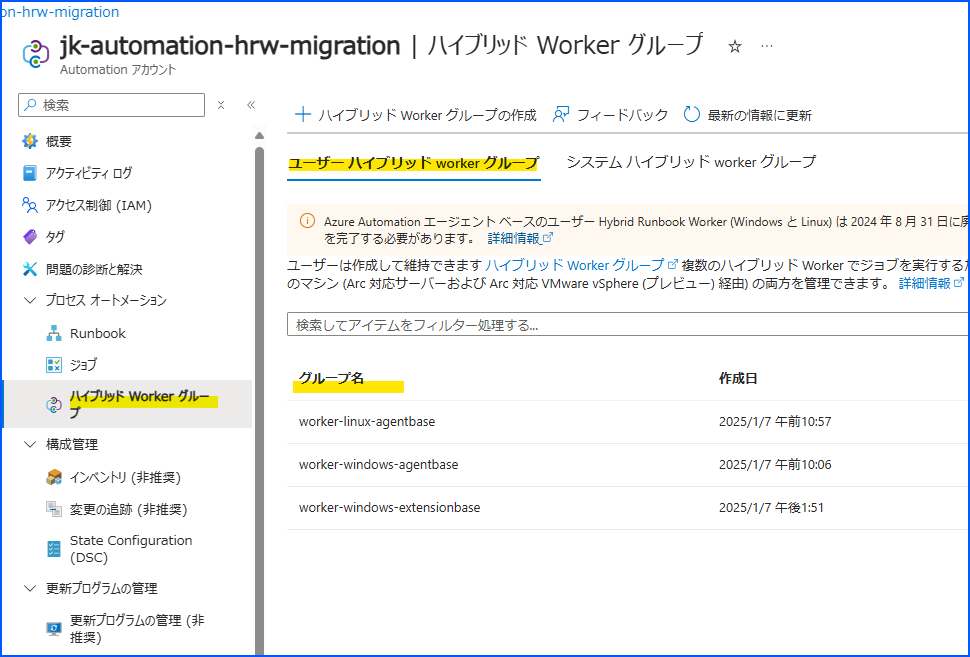 on-hrw-migration
jk-automation-hrw-migration | ハイブリッド Worker グループ ☆ …
Automation アカウント
検索
ハイブリッド Worker グループの作成 フィードバック 最新の情報に更新
概要
アクティビティ ログ
アクセス制御 (IAM)
タグ
問題の診断と解決
プロセス オートメーション
Runbook
ジョブ
ハイブリッド Worker グルー
プ
構成管理
インベントリ (非推奨)
変更の追跡 (非推奨)
State Configuration
(DSC)
更新プログラムの管理
更新プログラムの管理 (非
推奨)
ユーザー ハイブリッド worker グループ システム ハイブリッド worker グループ
Azure Automation エージェント ベースのユーザー Hybrid Runbook Worker (Windows と Linux) は 2024 年 8 月 31 日に
を完了する必要があります。 詳細情報
ユーザーは作成して維持できます ハイブリッド Worker グループ 複数のハイブリッド Worker でジョブを実行する
のマシン (Arc 対応サーバーおよび Arc 対応 VMware vSphere (プレビュー) 経由) の両方を管理できます。 詳細情報
検索してアイテムをフィルター処理する...
グループ名 作成日
worker-linux-agentbase 2025/1/7 午前10:57
worker-windows-agentbase 2025/1/7 午前10:06
worker-windows-extensionbase 2025/1/7 午後1:51